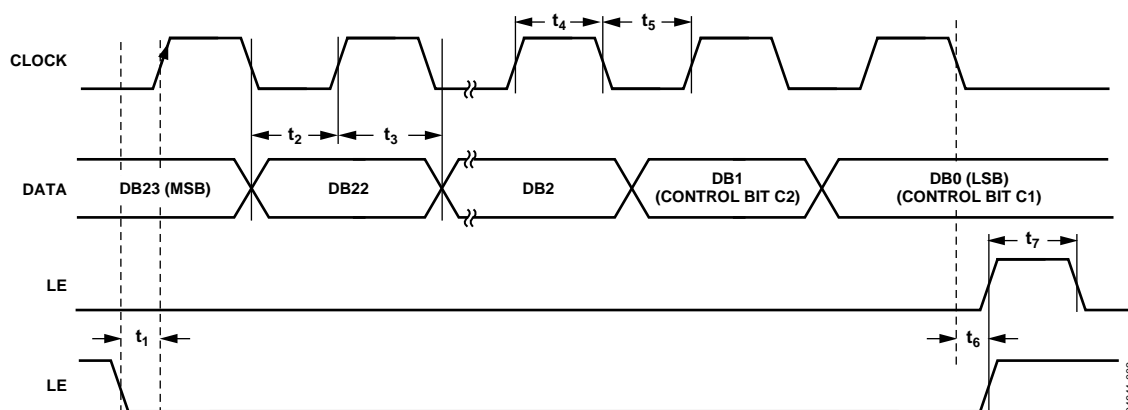 t4
t5
CLOCK
t2
t3
DATA
DB23 (MSB)
DB22
DB2
DB1
(CONTROL BIT C2)
DB0 (LSB)
(CONTROL BIT C1)
t7
LE
t1
t6
LE